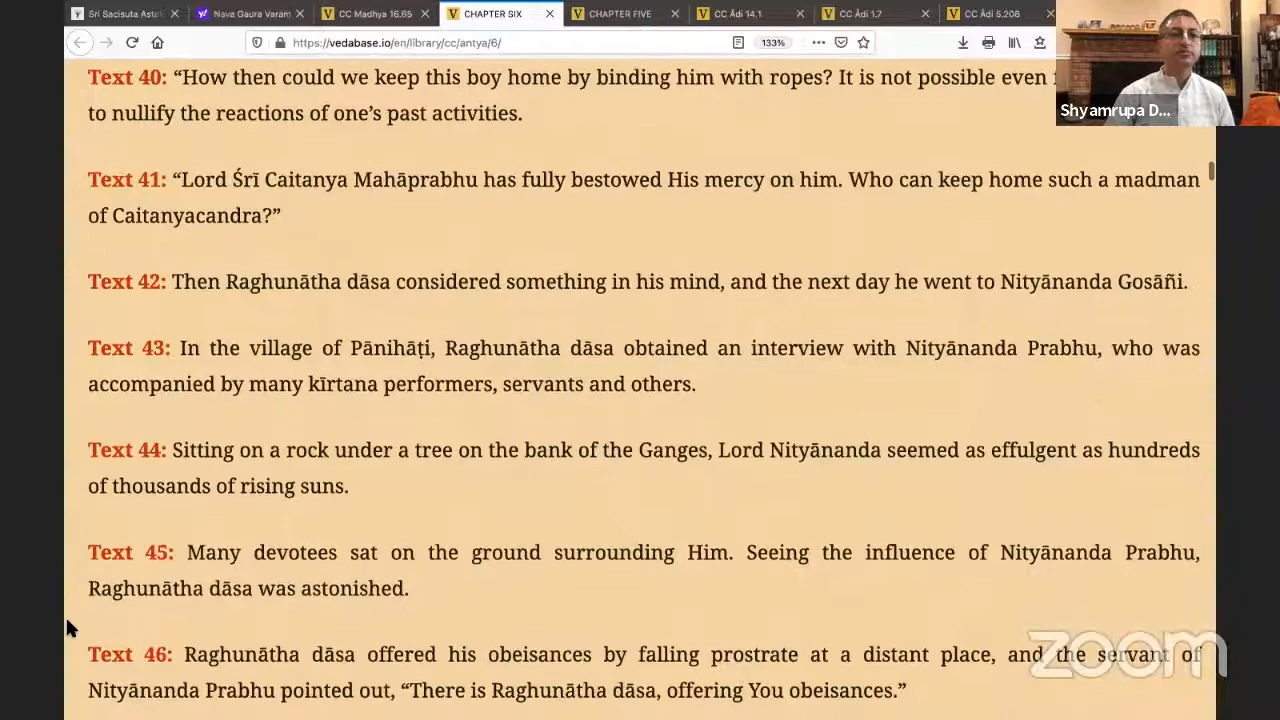 Sri Sacisuta Astak
Nava Gaura Varam
CC Madhya 16.65
CHAPTER SIX
CHAPTER FIVE
CC Ādi 14.1
CC Ādi 1.7
CC Ādi 5.208
https://vedabase.io/en/library/cc/antya/6/
133%
Shyamrupa D...
Text 40: “How then could we keep this boy home by binding him with ropes? It is not possible even
to nullify the reactions of one’s past activities.
Text 41: “Lord Śrī Caitanya Mahāprabhu has fully bestowed His mercy on him. Who can keep home such a madman
of Caitanyacandra?”
Text 42: Then Raghunātha dāsa considered something in his mind, and the next day he went to Nityānanda Gosāñi.
Text 43: In the village of Pānihāṭi, Raghunātha dāsa obtained an interview with Nityānanda Prabhu, who was
accompanied by many kīrtana performers, servants and others.
Text 44: Sitting on a rock under a tree on the bank of the Ganges, Lord Nityānanda seemed as effulgent as hundreds
of thousands of rising suns.
Text 45: Many devotees sat on the ground surrounding Him. Seeing the influence of Nityānanda Prabhu,
Raghunātha dāsa was astonished.
Text 46: Raghunātha dāsa offered his obeisances by falling prostrate at a distant place, and the servant of
Nityānanda Prabhu pointed out, “There is Raghunātha dāsa, offering You obeisances.”
zoom